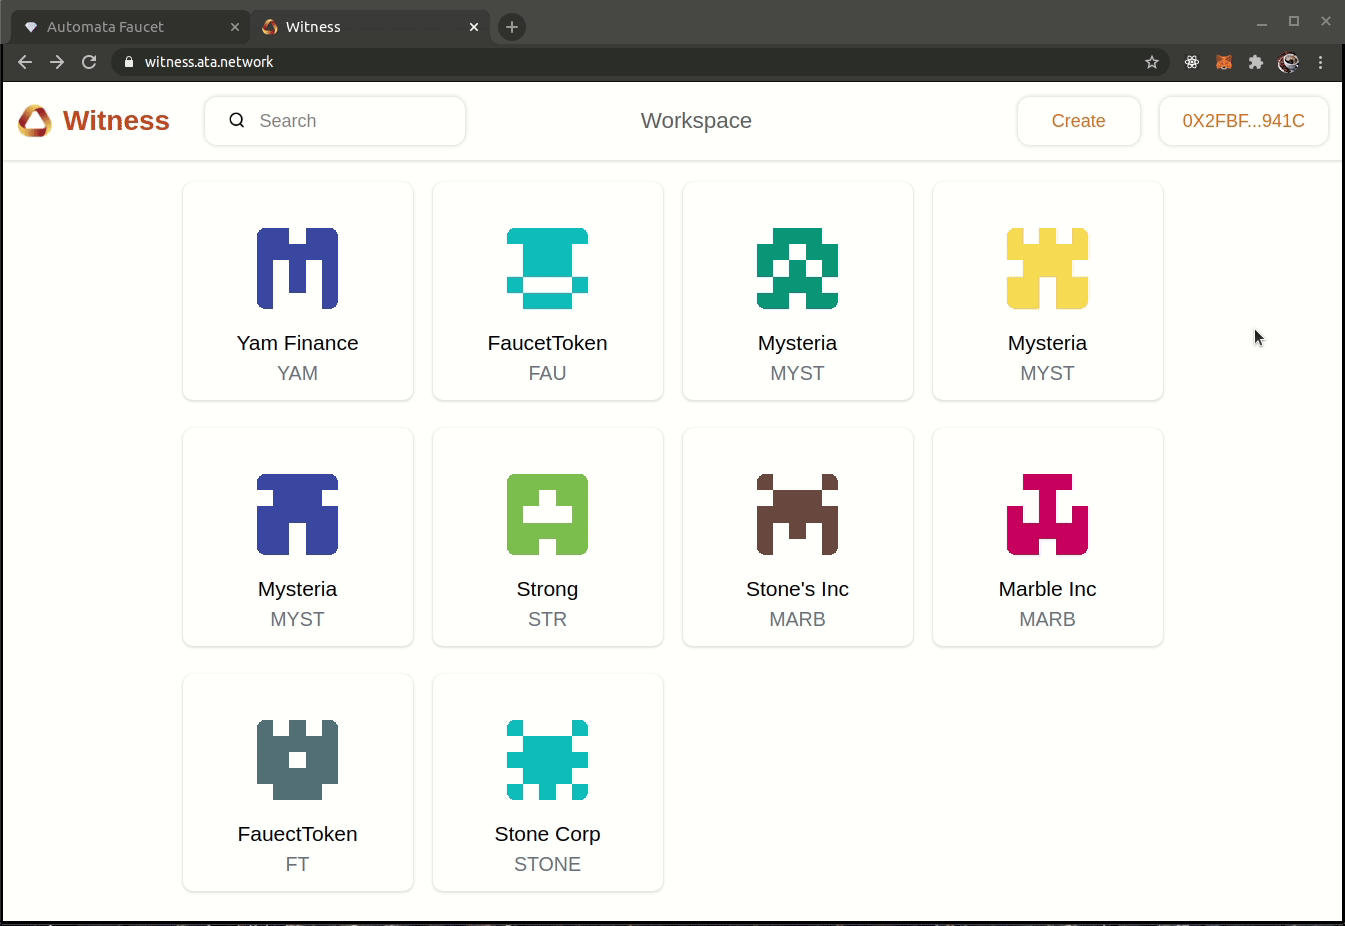 Automata Faucet
Witness
witness.ata.network
Witness
Search
Workspace
Create
0X2FBF...941C
Yam Finance
YAM
FaucetToken
FAU
Mysteria
MYST
Mysteria
MYST
Mysteria
MYST
Strong
STR
Stone's Inc
MARB
Marble Inc
MARB
FauectToken
FT
Stone Corp
STONE